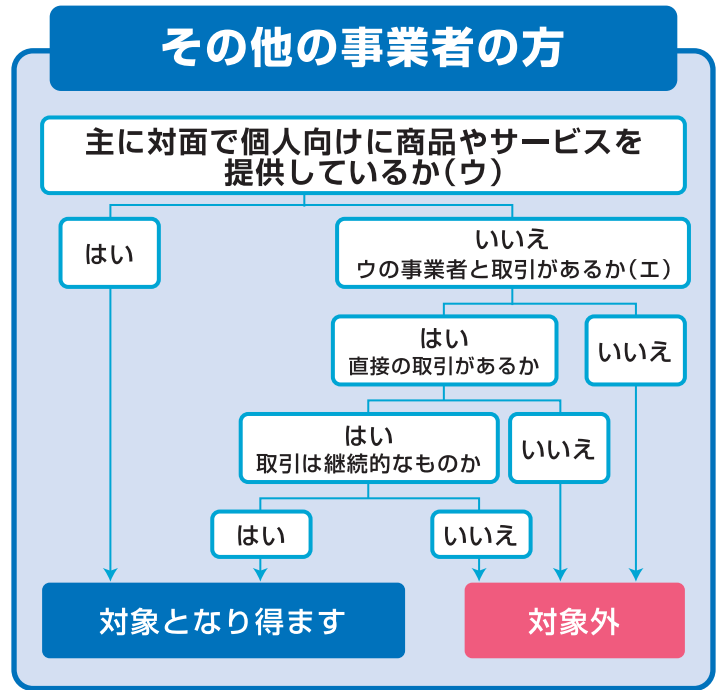 その他の事業者の方
主に対面で個人向けに商品やサービスを
提供しているか（ウ）
はい
いいえ
ウの事業者と取引があるか（エ）
はい
直接の取引があるか
いいえ
はい
取引は継続的なものか
いいえ
はい
いいえ
対象となり得ます
対象外